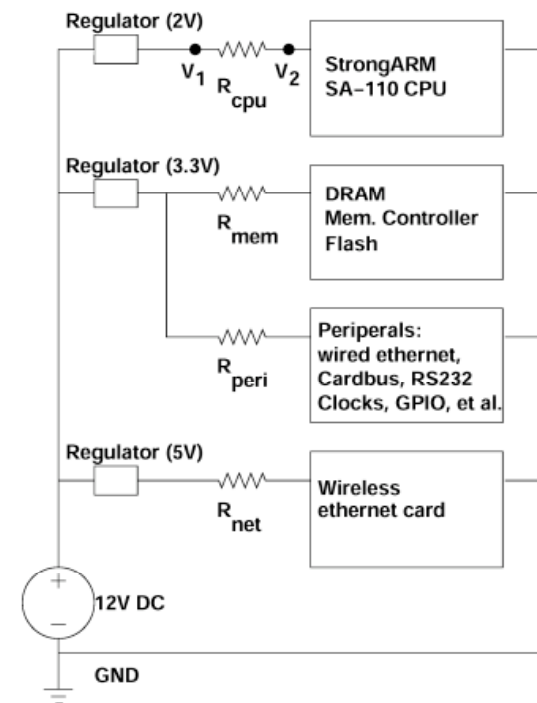 Regulator (2V)
V1
Rcpu
V2
StrongARM
SA–110 CPU
Regulator (3.3V)
Rmem
DRAM
Mem. Controller
Flash
Rperi
Periperals:
wired ethernet,
Cardbus, RS232
Clocks, GPIO, et al.
Regulator (5V)
Rnet
Wireless
ethernet card
+
–
12V DC
GND